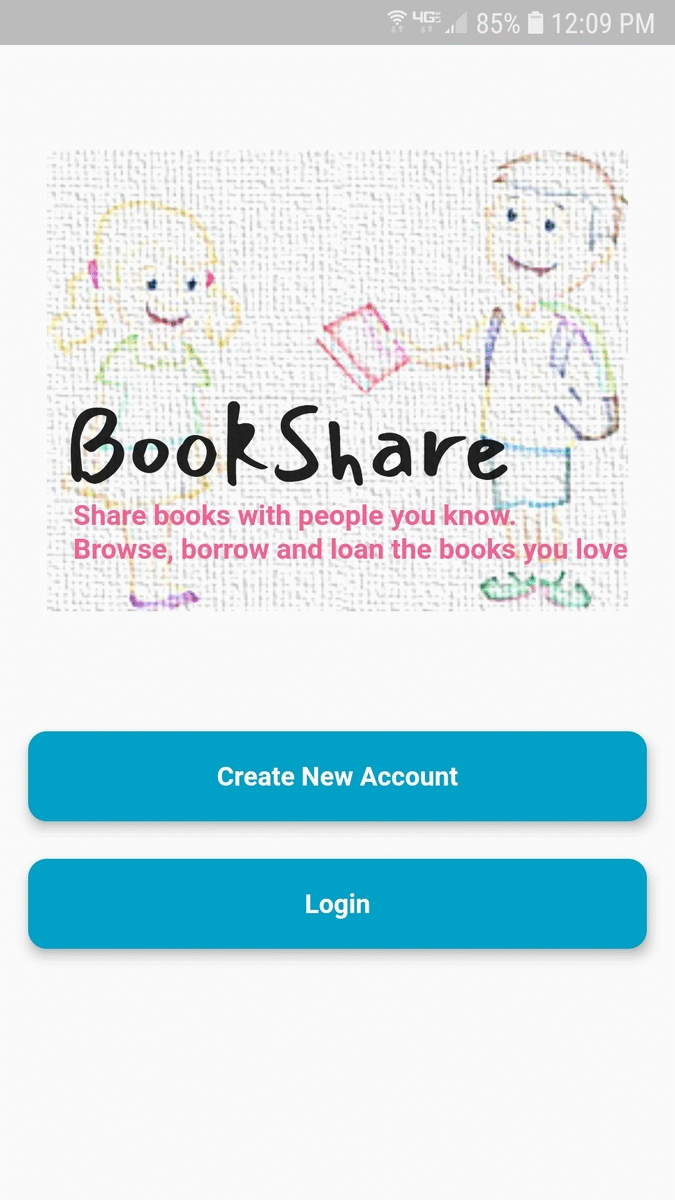 4G 85% 12:09 PM
BookShare
Share books with people you know.
Browse, borrow and loan the books you love
Create New Account
Login